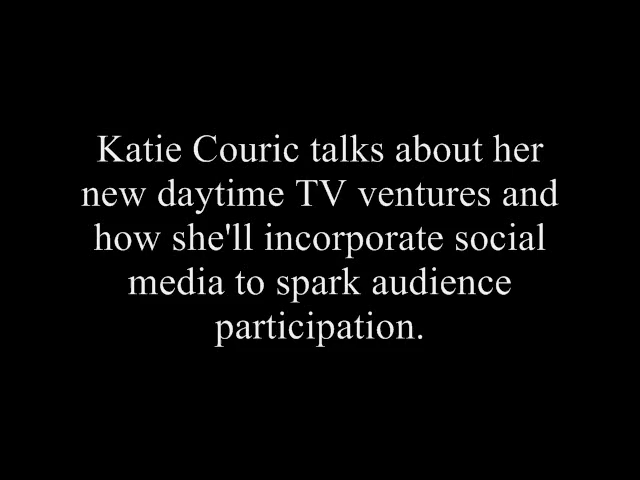 Katie Couric talks about her
new daytime TV ventures and
how she'll incorporate social
media to spark audience
participation.